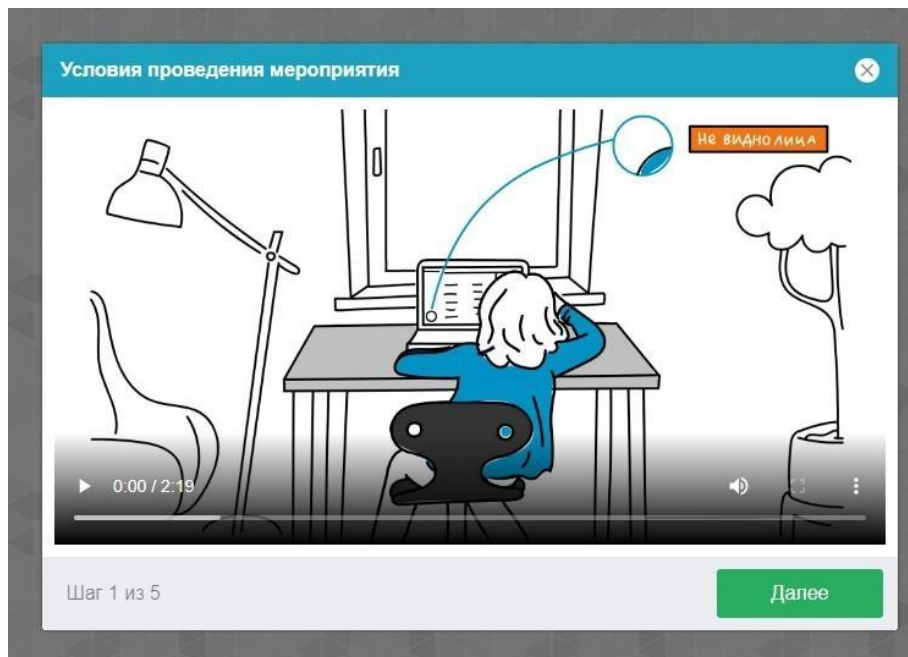 Условия проведения мероприятия
Не видно лица
0:00 / 2:19
Шаг 1 из 5
Далее